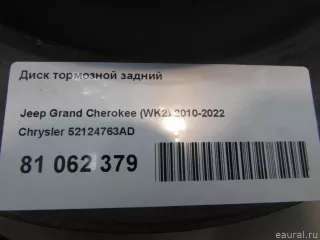 Диск тормозной задний
Jeep Grand Cherokee (WK2) 2010-2022
Chrysler 52124763AD
81 062 379
eaural.ru